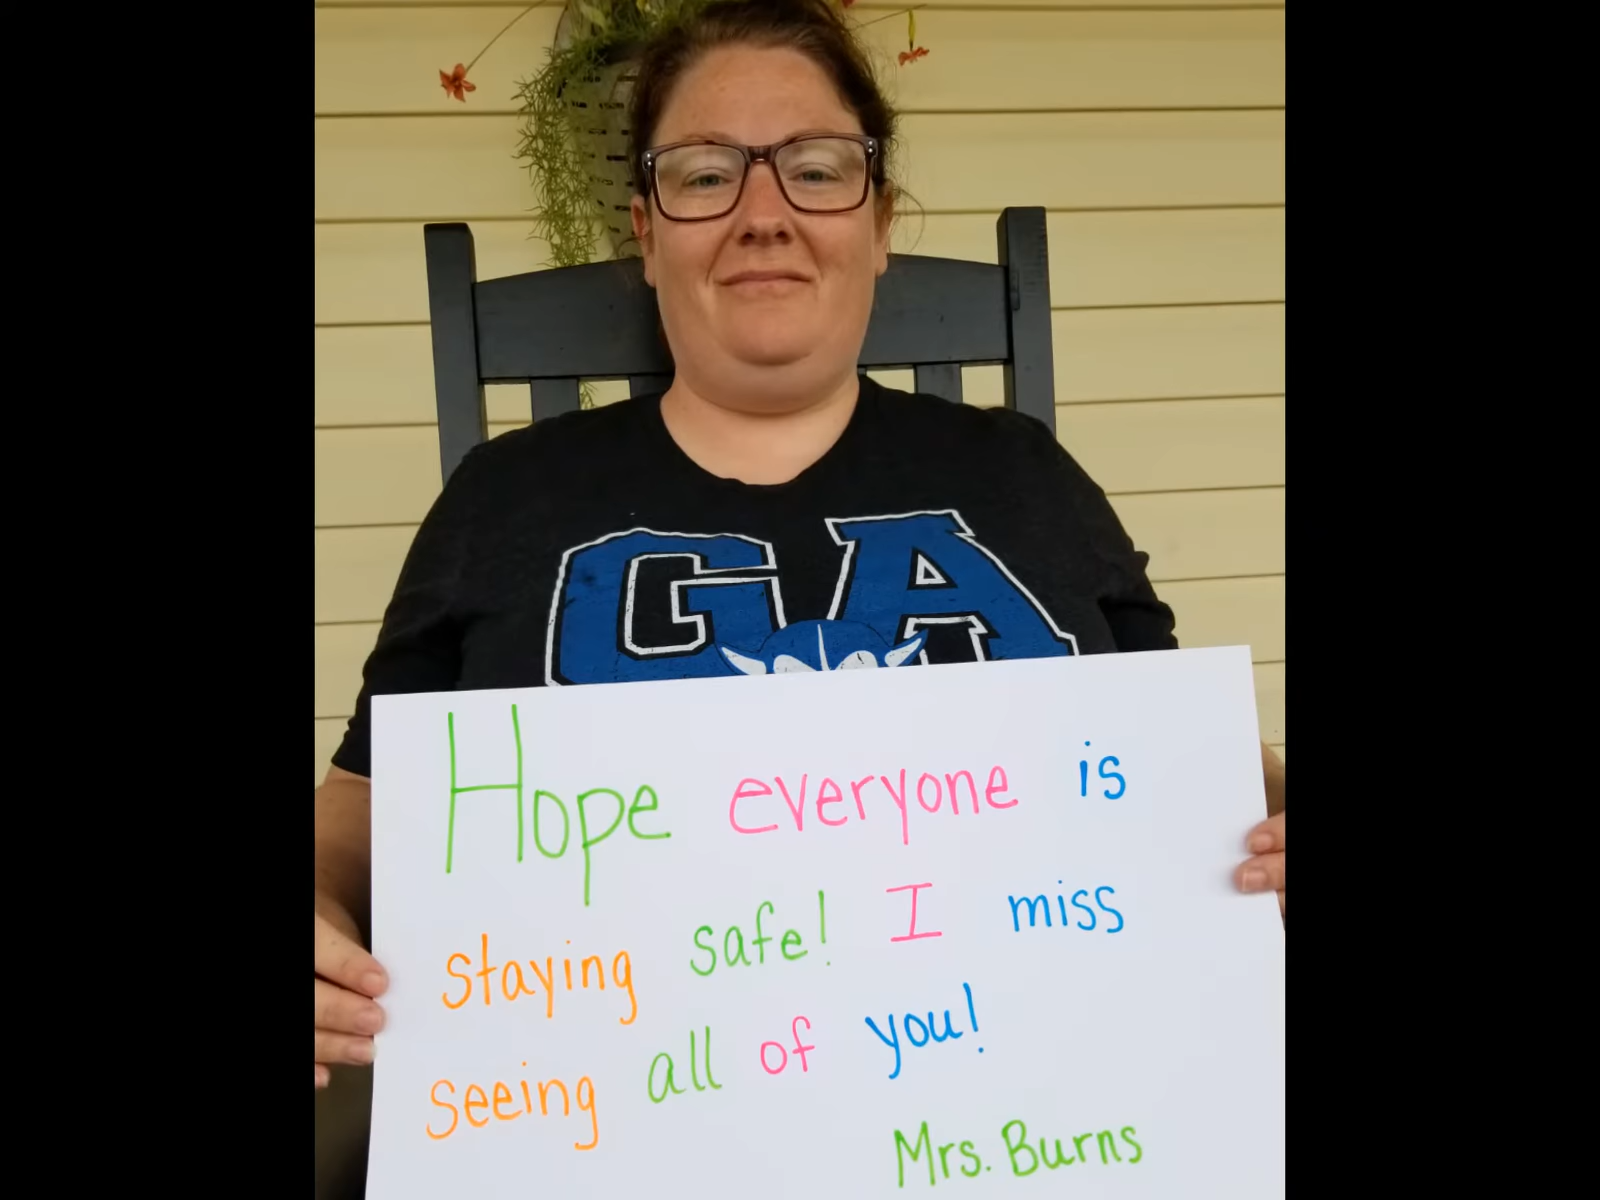 GA
Hope everyone is
staying safe! I miss
seeing all of you!
Mrs. Burns